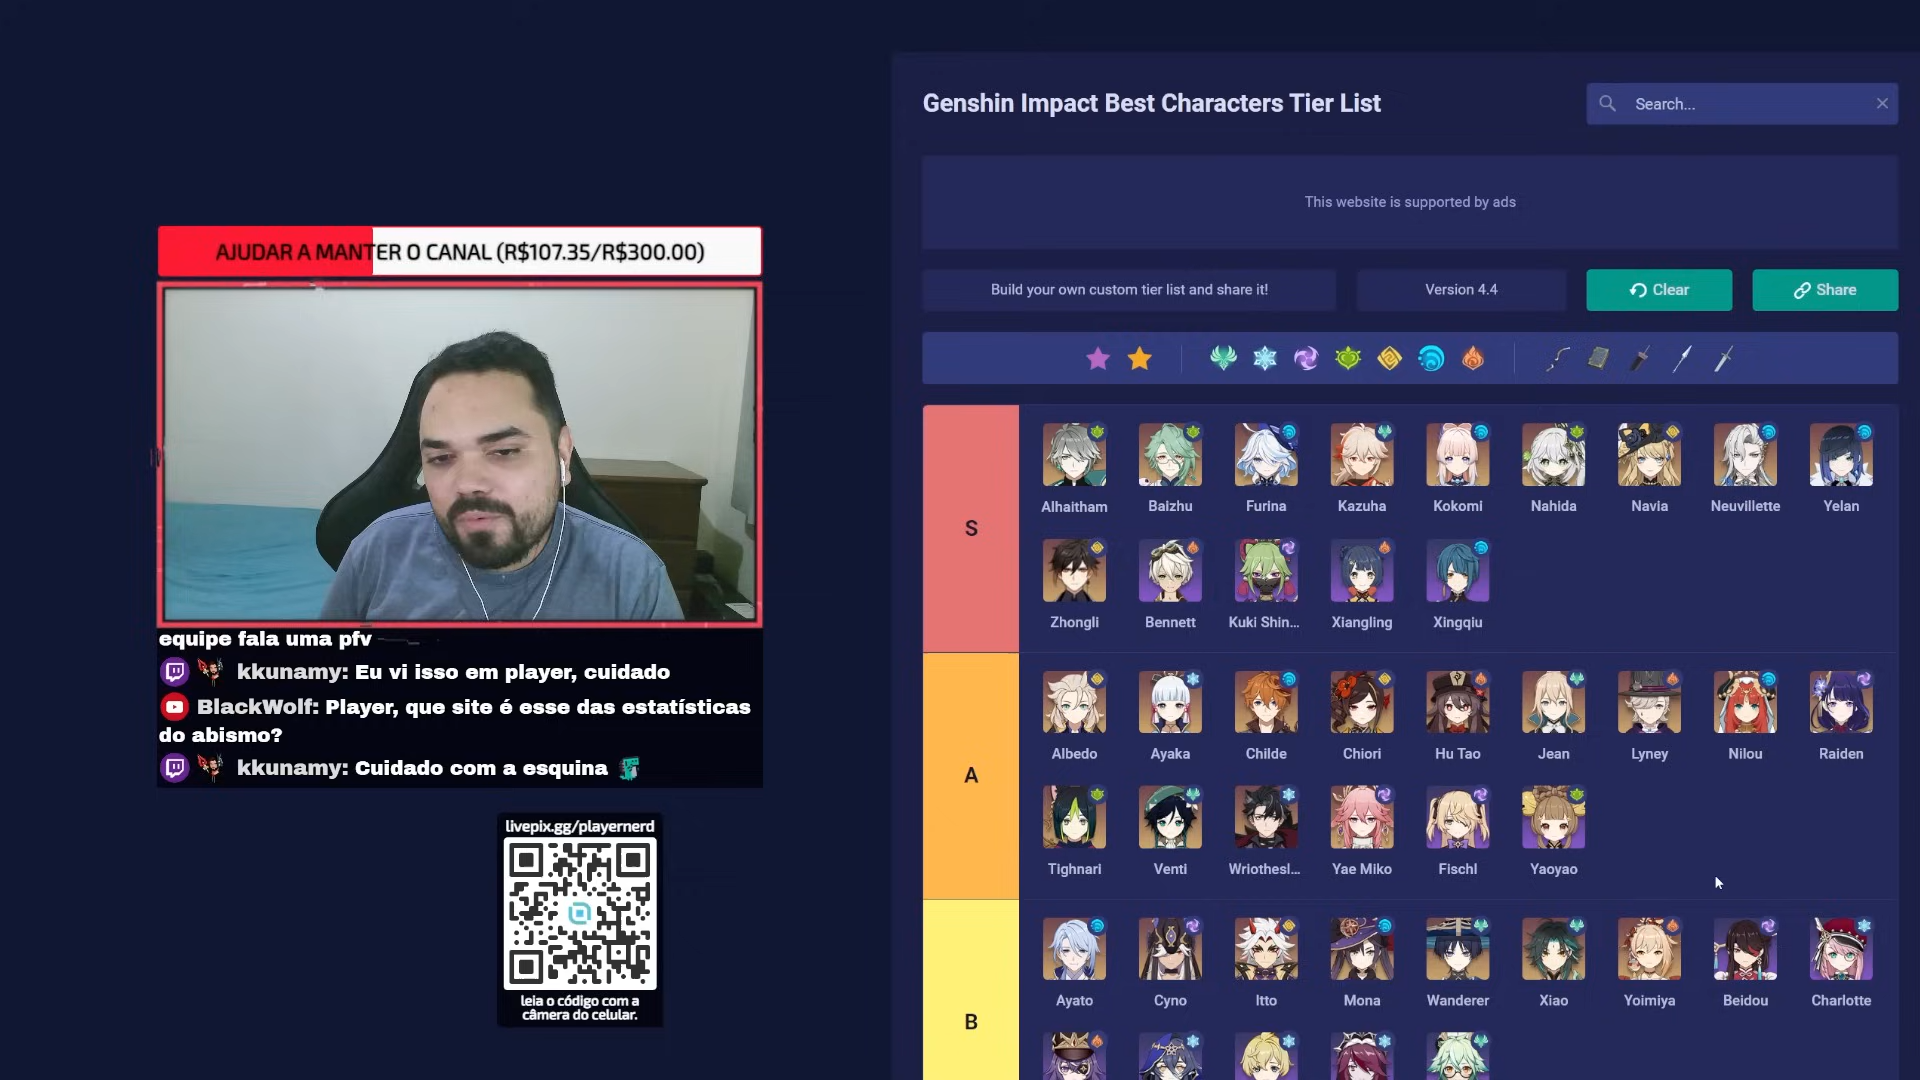 AJUDAR A MANTER O CANAL (R$107.35/R$300.00)
equipe fala uma pfv
kkunamy: Eu vi isso em player, cuidado
BlackWolf: Player, que site é esse das estatísticas
do abismo?
kkunamy: Cuidado com a esquina
livepix.gg/playernerd
leia o código com a
câmera do celular.
Genshin Impact Best Characters Tier List
Search...
This website is supported by ads
Build your own custom tier list and share it!
Version 4.4
Clear
Share
S
Alhaitham Baizhu Furina Kazuha Kokomi Nahida Navia Neuvillette Yelan
Zhongli Bennett Kuki Shin... Xiangling Xingqiu
A
Albedo Ayaka Childe Chiori Hu Tao Jean Lyney Nilou Raiden
Tighnari Venti Wriothesl... Yae Miko Fischl Yaoyao
B
Ayato Cyno Itto Mona Wanderer Xiao Yoimiya Beidou Charlotte